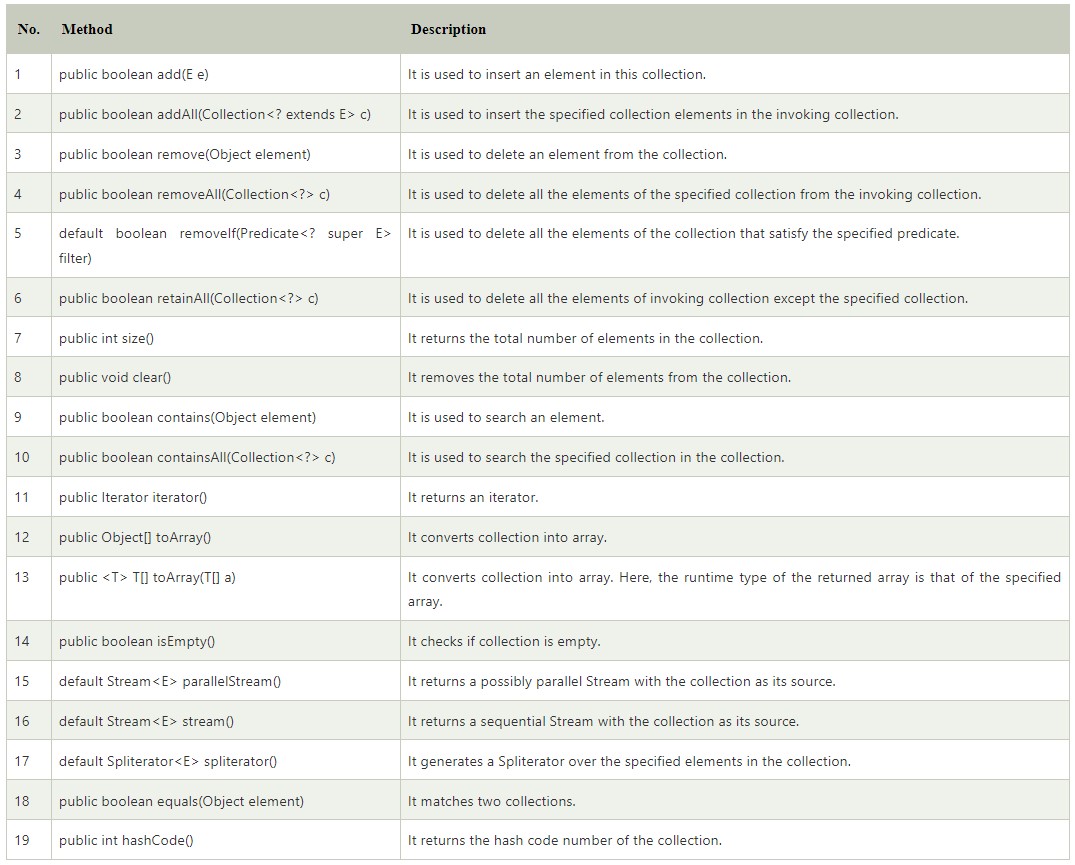 No. Method Description
1 public boolean add(E e) It is used to insert an element in this collection.
2 public boolean addAll(Collection<? extends E> c) It is used to insert the specified collection elements in the invoking collection.
3 public boolean remove(Object element) It is used to delete an element from the collection.
4 public boolean removeAll(Collection<?> c) It is used to delete all the elements of the specified collection from the invoking collection.
5 default boolean removeIf(Predicate<? super E> It is used to delete all the elements of the collection that satisfy the specified predicate.
filter)
6 public boolean retainAll(Collection<?> c) It is used to delete all the elements of invoking collection except the specified collection.
7 public int size() It returns the total number of elements in the collection.
8 public void clear() It removes the total number of elements from the collection.
9 public boolean contains(Object element) It is used to search an element.
10 public boolean containsAll(Collection<?> c) It is used to search the specified collection in the collection.
11 public Iterator iterator() It returns an iterator.
12 public Object[] toArray() It converts collection into array.
13 public <T> T[] toArray(T[] a) It converts collection into array. Here, the runtime type of the returned array is that of the specified
array.
14 public boolean isEmpty() It checks if collection is empty.
15 default Stream<E> parallelStream() It returns a possibly parallel Stream with the collection as its source.
16 default Stream<E> stream() It returns a sequential Stream with the collection as its source.
17 default Spliterator<E> spliterator() It generates a Spliterator over the specified elements in the collection.
18 public boolean equals(Object element) It matches two collections.
19 public int hashCode() It returns the hash code number of the collection.